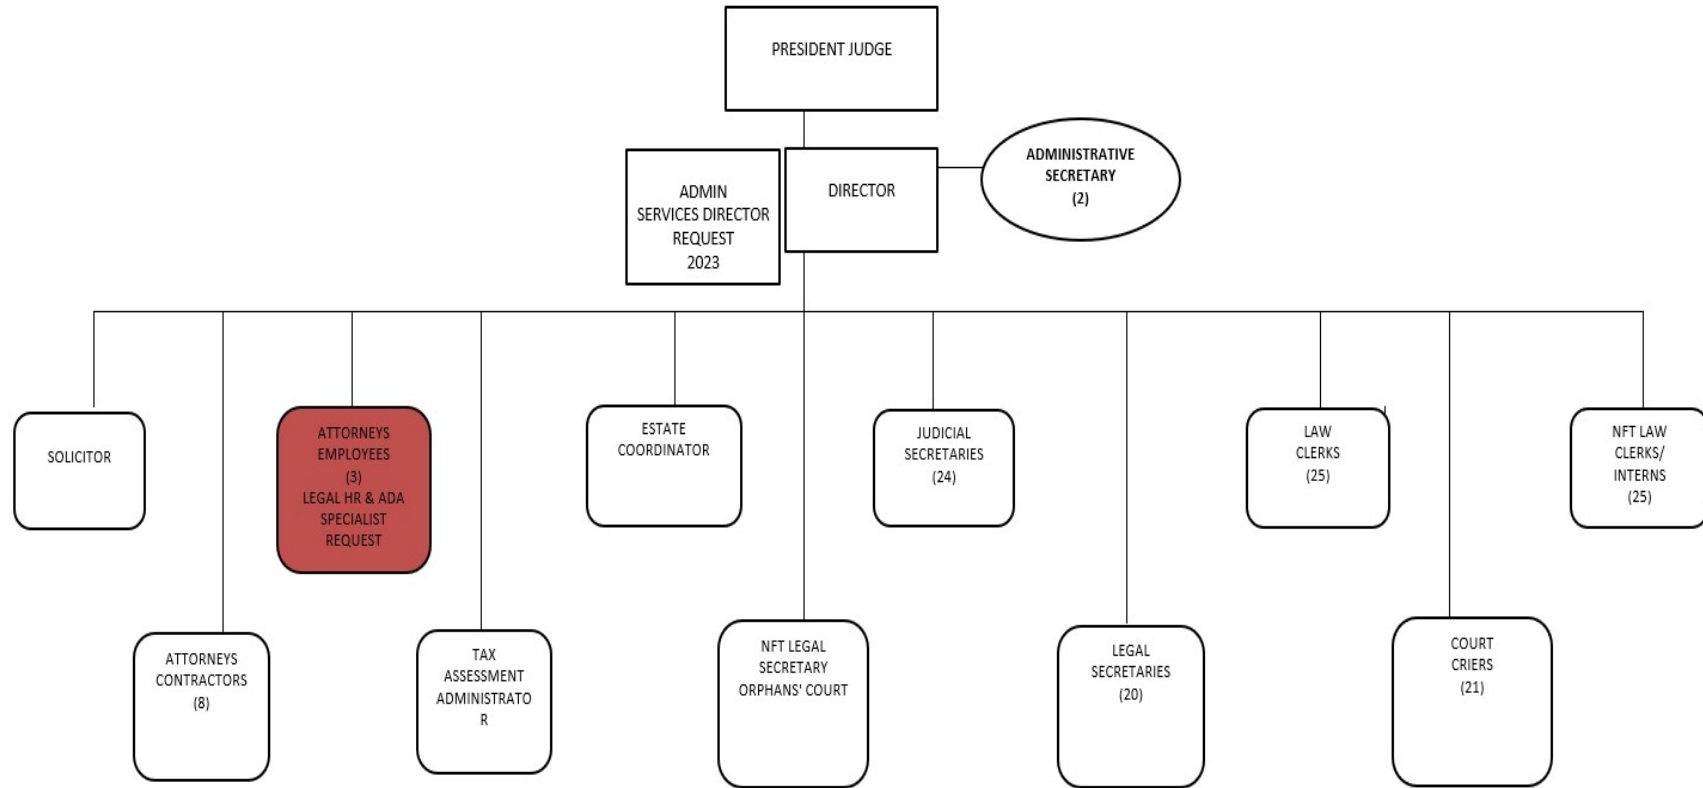 PRESIDENT JUDGE
ADMIN
SERVICES DIRECTOR
REQUEST
2023
DIRECTOR
ADMINISTRATIVE
SECRETARY
(2)
SOLICITOR
ATTORNEYS
EMPLOYEES
(3)
LEGAL HR & ADA
SPECIALIST
REQUEST
ESTATE
COORDINATOR
JUDICIAL
SECRETARIES
(24)
LAW
CLERKS
(25)
NFT LAW
CLERKS/
INTERNS
(25)
ATTORNEYS
CONTRACTORS
(8)
TAX
ASSESSMENT
ADMINISTRATO
R
NFT LEGAL
SECRETARY
ORPHANS' COURT
LEGAL
SECRETARIES
(20)
COURT
CRIERS
(21)